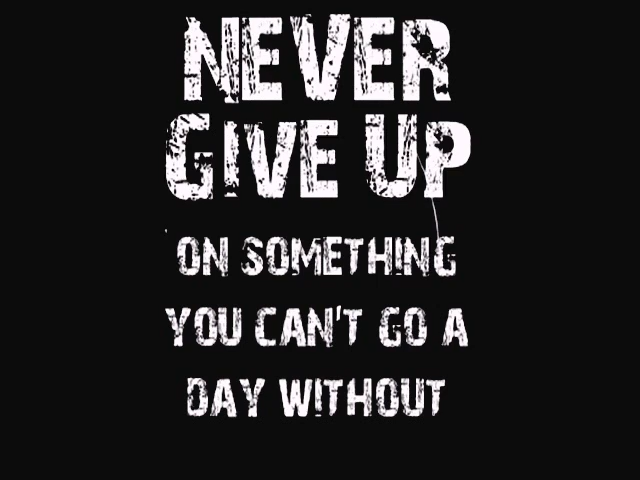 NEVER
GIVE UP
ON SOMETHING
YOU CAN'T GO A
DAY WITHOUT